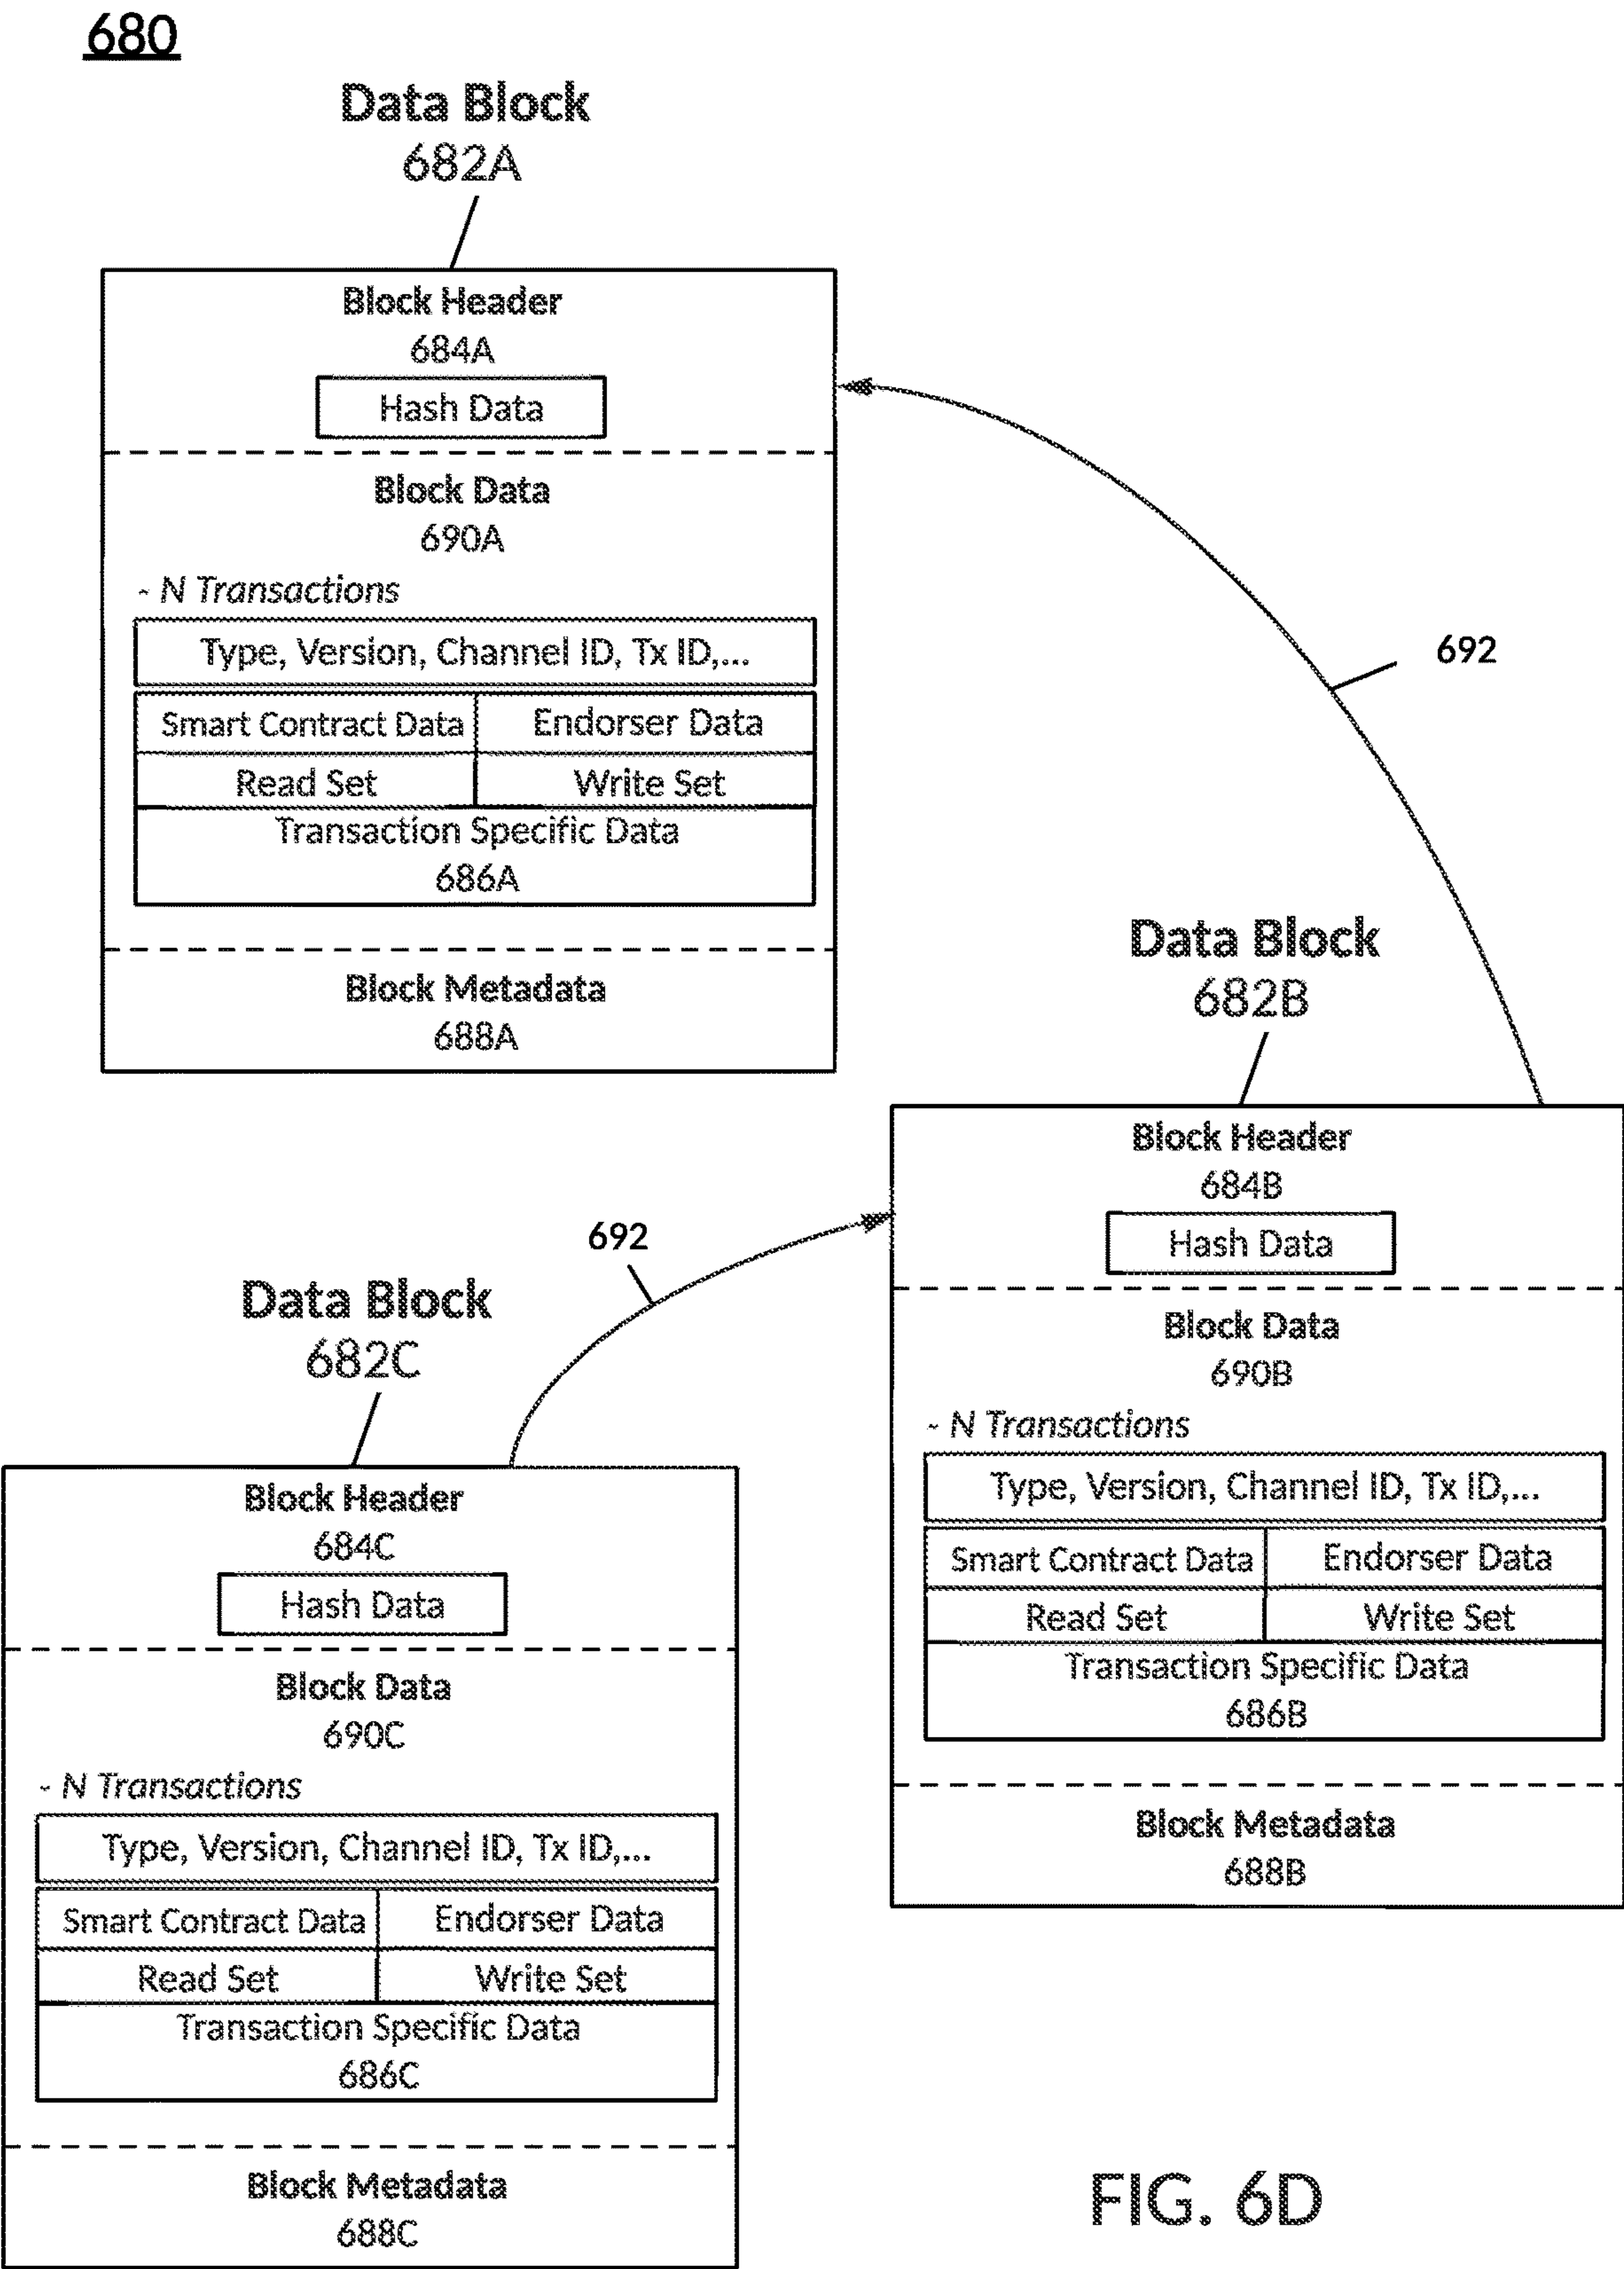 680
Data Block
682A
Block Header
684A
Hash Data
Block Data
690A
- N Transactions
Type, Version, Channel ID, Tx ID,...
Smart Contract Data Endorser Data
Read Set Write Set
Transaction Specific Data
686A
Block Metadata
688A
692
Data Block
682B
Block Header
684B
Hash Data
Block Data
690B
- N Transactions
Type, Version, Channel ID, Tx ID,...
Smart Contract Data Endorser Data
Read Set Write Set
Transaction Specific Data
686B
Block Metadata
688B
692
Data Block
682C
Block Header
684C
Hash Data
Block Data
690C
- N Transactions
Type, Version, Channel ID, Tx ID,...
Smart Contract Data Endorser Data
Read Set Write Set
Transaction Specific Data
686C
Block Metadata
688C
FIG. 6D